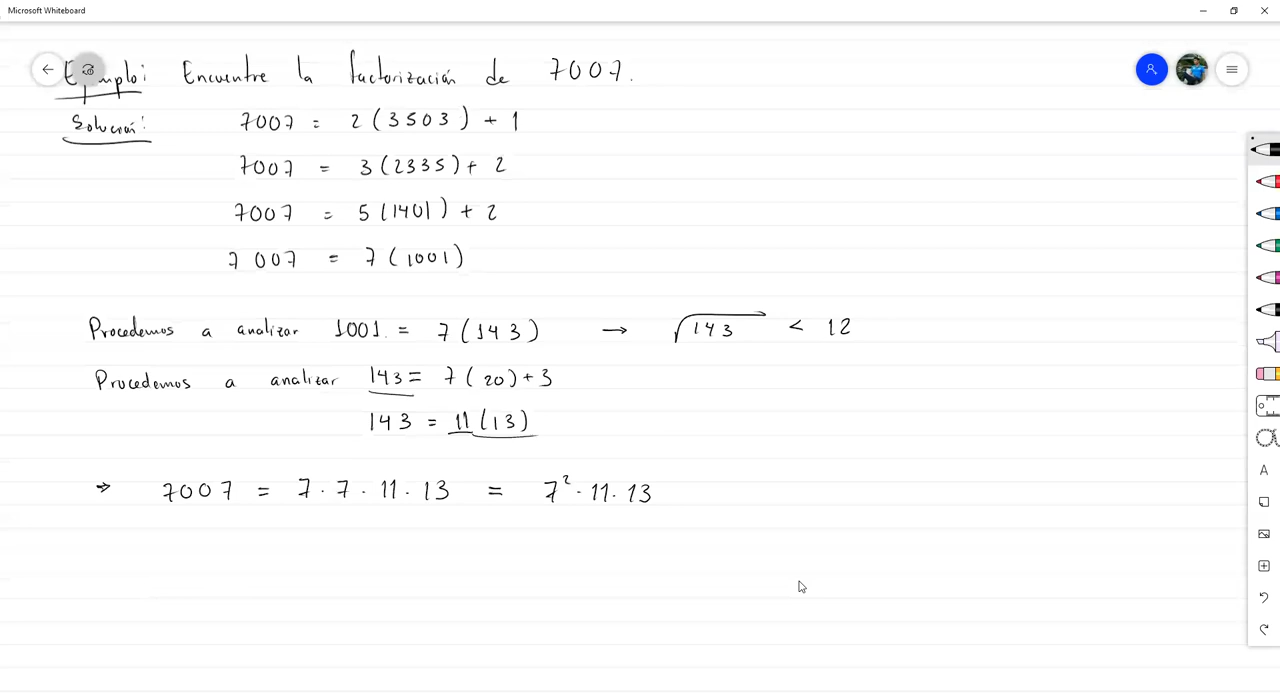 Microsoft Whiteboard
Ejemplo: Encuentre la factorización de 7007.
Solución: 7007 = 2(3503) + 1
7007 = 3(2335) + 2
7007 = 5(1401) + 2
7007 = 7(1001)
Procedemos a analizar 1001. = 7(143) → √143 < 12
Procedemos a analizar 143 = 7(20)+3
143 = 11(13)
⇒ 7007 = 7·7·11·13 = 7²·11·13